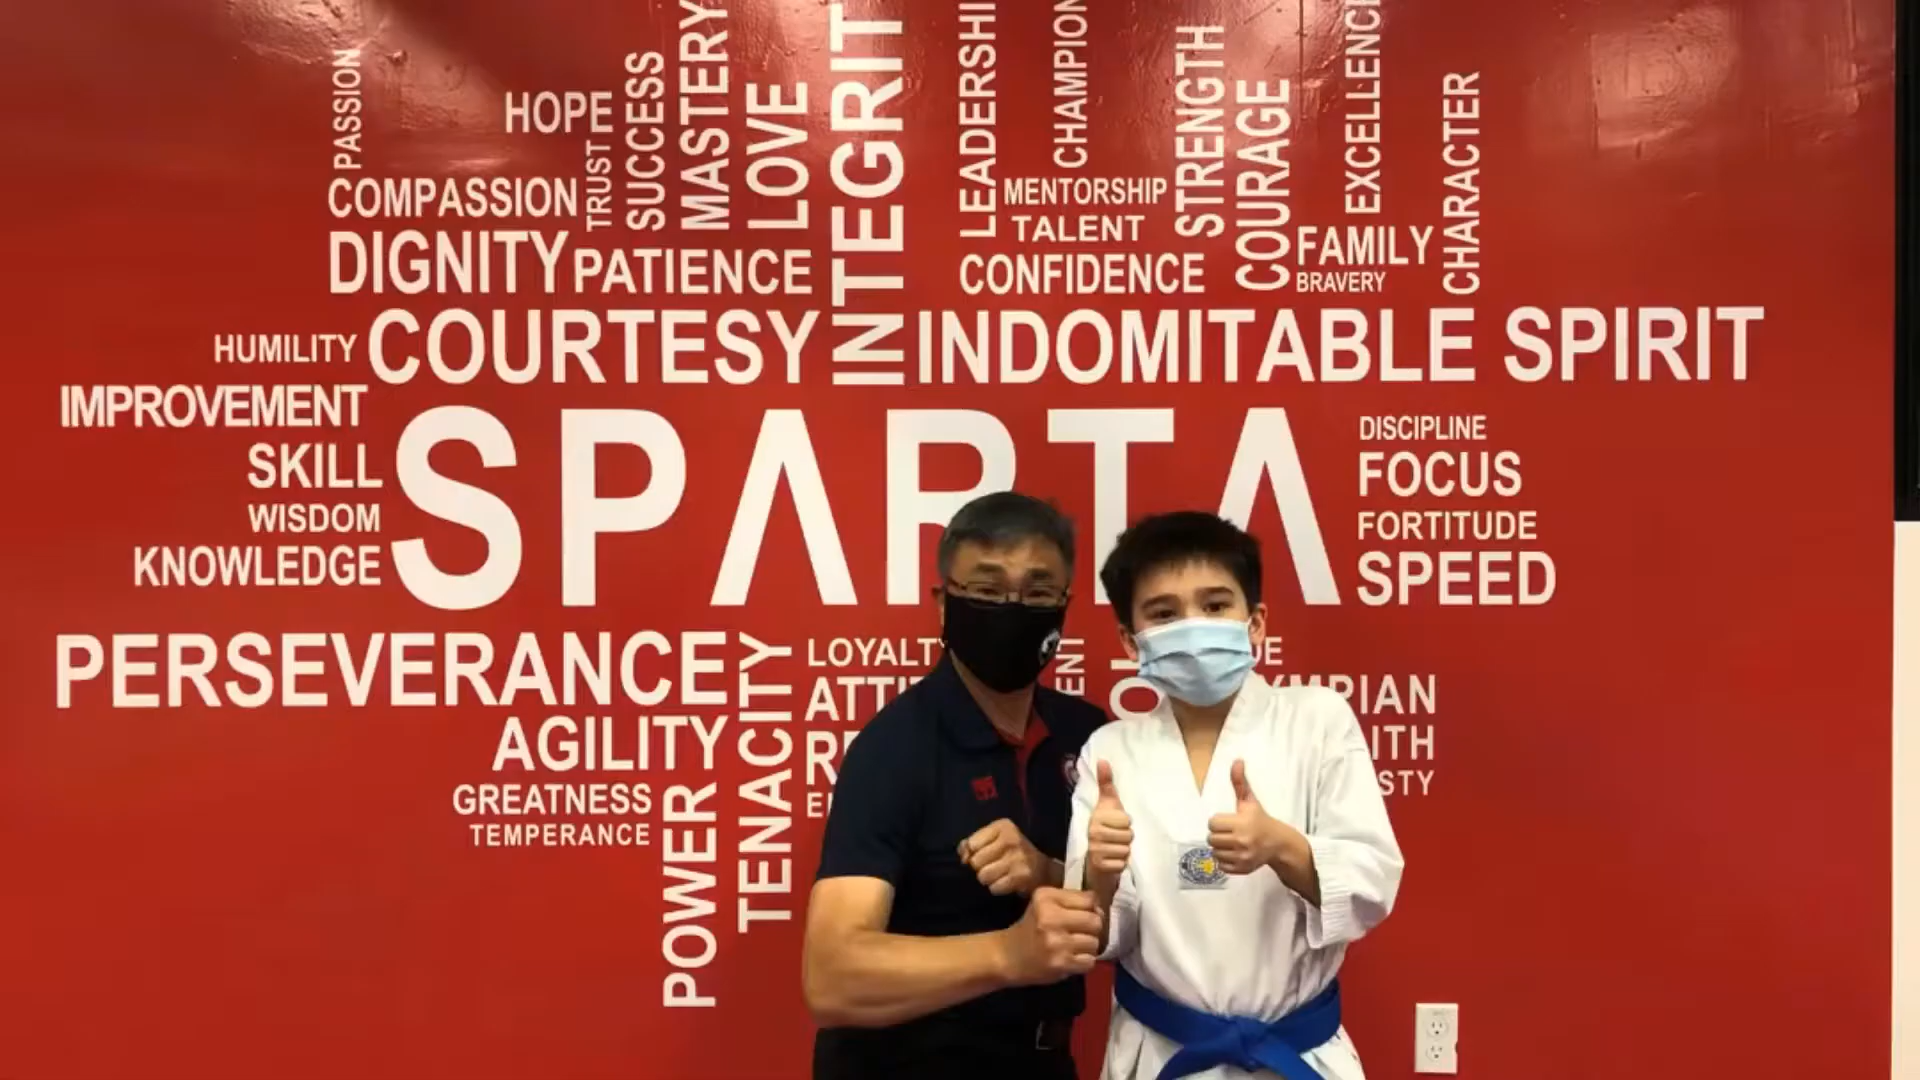 PASSION
HOPE
TRUST
SUCCESS
MASTERY
LOVE
INTEGRIT
LEADERSHI
CHAMPION
STRENGTH
COURAGE
EXCELLENCE
CHARACTER
COMPASSION
MENTORSHIP
TALENT
DIGNITY
PATIENCE
CONFIDENCE
FAMILY
BRAVERY
HUMILITY
COURTESY
INDOMITABLE SPIRIT
IMPROVEMENT
SKILL
WISDOM
KNOWLEDGE
SPARTA
DISCIPLINE
FOCUS
FORTITUDE
SPEED
PERSEVERANCE
AGILITY
GREATNESS
TEMPERANCE
POWER
TENACITY
LOYALTY